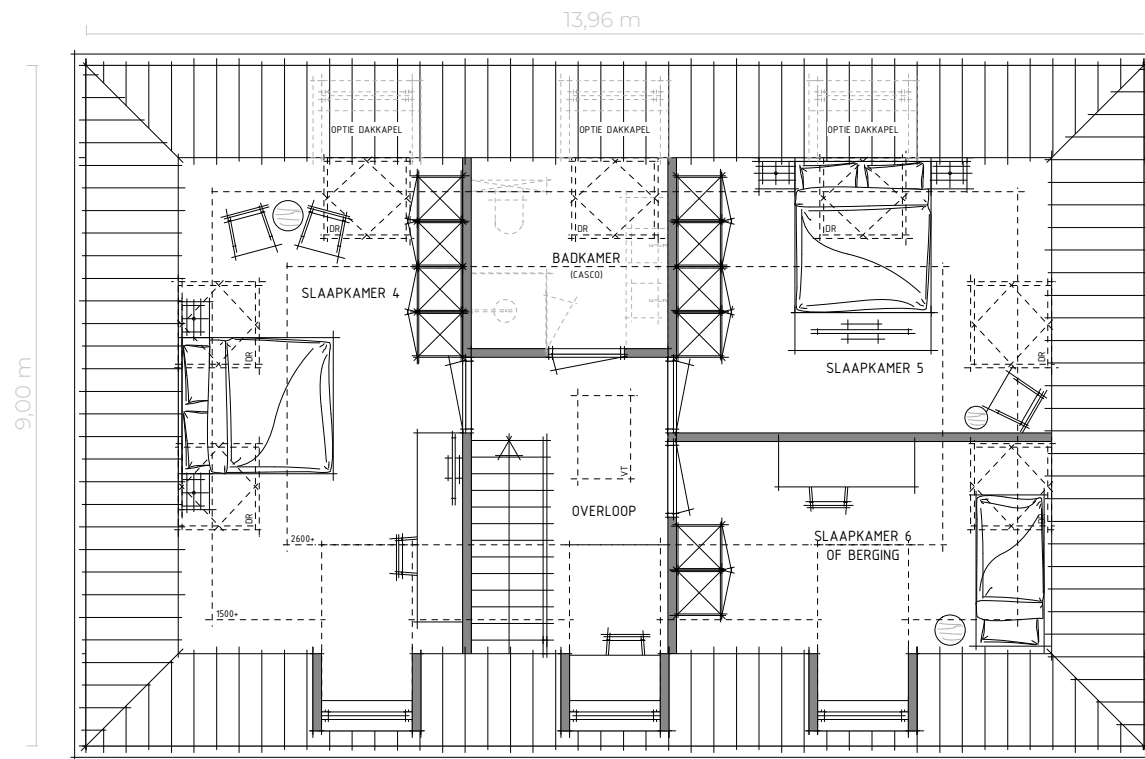 13,96 m
9,00 m
OPTIE DAKKAPEL
OPTIE DAKKAPEL
OPTIE DAKKAPEL
DR
DR
DR
BADKAMER
(CASCO)
SLAAPKAMER 4
DR
DR
SLAAPKAMER 5
VT
DR
DR
OVERLOOP
SLAAPKAMER 6
OF BERGING
2600+
1500+